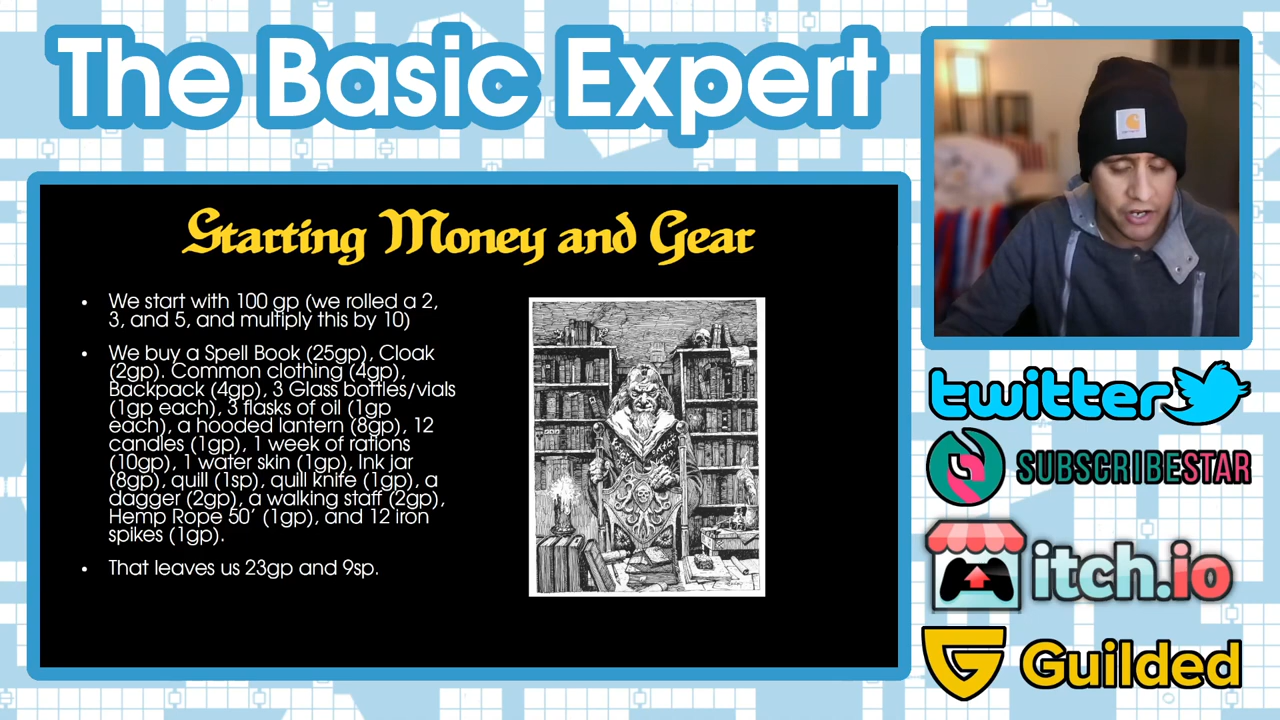 The Basic Expert
Starting Money and Gear
• We start with 100 gp (we rolled a 2,
3, and 5, and multiply this by 10)
• We buy a Spell Book (25gp), Cloak
(2gp). Common clothing (4gp),
Backpack (4gp), 3 Glass bottles/vials
(1gp each), 3 flasks of oil (1gp
each), a hooded lantern (8gp), 12
candles (1gp), 1 week of rations
(10gp), 1 water skin (1gp), Ink jar
(8gp), quill (1sp), quill knife (1gp), a
dagger (2gp), a walking staff (2gp),
Hemp Rope 50' (1gp), and 12 iron
spikes (1gp).
• That leaves us 23gp and 9sp.
twitter
SUBSCRIBESTAR
itch.io
Guilded